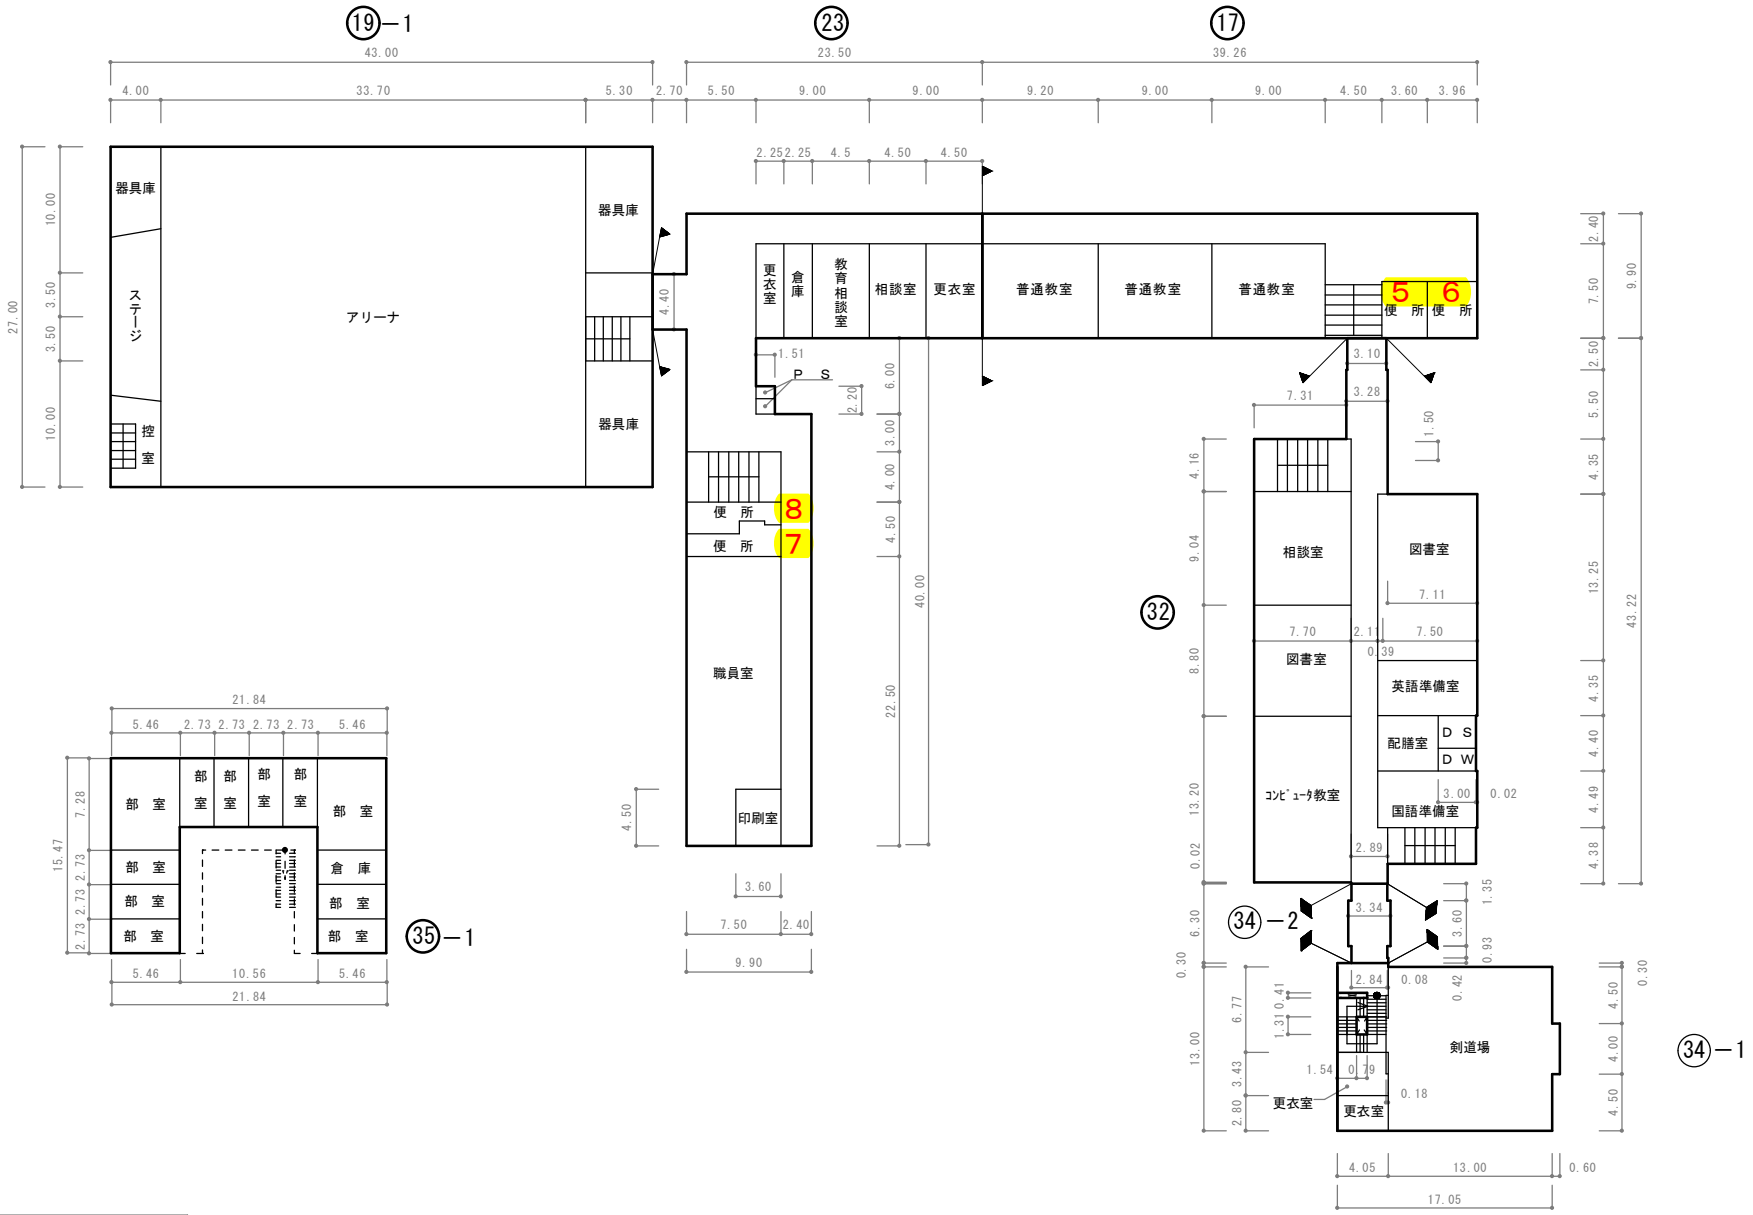 ⑲－1
㉓
⑰
43.00
23.50
39.26
4.00
33.70
5.30
2.70
5.50
9.00
9.00
9.20
9.00
9.00
4.50
3.60
3.96
2.25
2.25
4.5
4.50
4.50
器具庫
ステージ
控室
アリーナ
器具庫
器具庫
27.00
10.00
3.50
3.50
10.00
4.40
更衣室
倉庫
教育相談室
相談室
更衣室
普通教室
普通教室
普通教室
5
6
便 所
便 所
2.40
7.50
9.90
1.51
P S
2.20
6.00
3.00
4.00
4.50
22.50
40.00
便 所
8
便 所
7
職員室
印刷室
4.50
3.60
7.50
2.40
9.90
3.10
3.28
7.31
1.50
2.50
5.50
4.35
13.25
4.35
4.40
4.49
4.38
43.22
4.16
9.04
8.80
13.20
0.02
㉜
相談室
図書室
7.11
7.70
2.11
7.50
0.39
図書室
英語準備室
配膳室
D S
D W
コンピュータ教室
3.00
0.02
国語準備室
2.89
㉞－2
3.34
1.35
3.60
0.93
6.30
0.30
2.84
0.08
0.42
0.30
0.41
1.31
6.77
3.43
2.80
13.00
1.54
0.79
0.18
更衣室
更衣室
剣道場
4.50
4.00
4.50
㉞－1
4.05
13.00
0.60
17.05
21.84
5.46
2.73
2.73
2.73
2.73
5.46
15.47
7.28
2.73
2.73
2.73
部 室
部室
部室
部室
部室
部 室
部 室
倉 庫
部 室
部 室
部 室
部 室
㉟－1
5.46
10.56
5.46
21.84